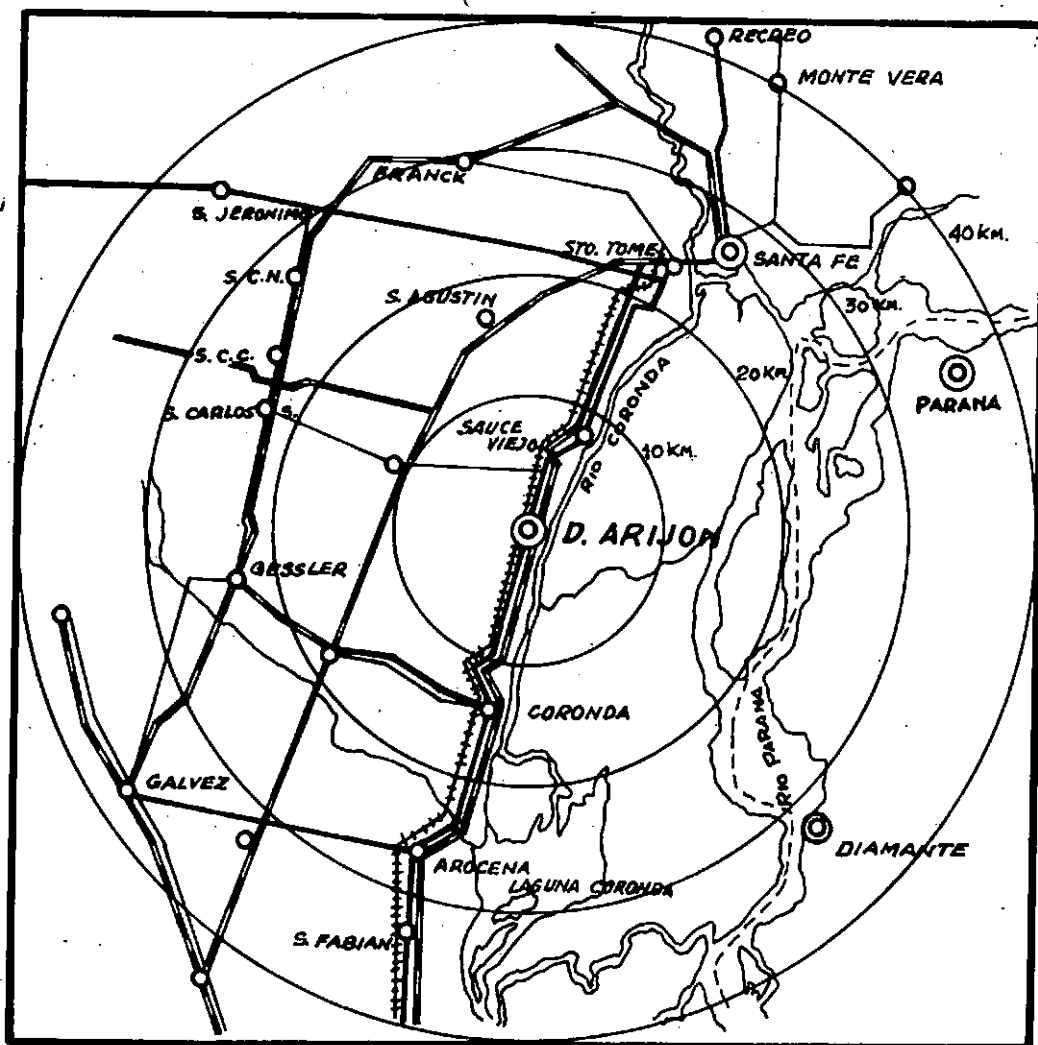 RECREO
MONTE VERA
FRANCK
S. JERONIMO
STO. TOME
SANTA FE
40 KM.
S.C.N.
S. AGUSTIN
30 KM.
S.C.C.
20 KM.
PARANA
S. CARLOS S.
SAUCE
VIEJO
RIO CORONDA
10 KM.
D. ARIJON
GESSLER
CORONDA
RIO PARANA
GALVEZ
DIAMANTE
AROCENA
LAGUNA CORONDA
S. FABIAN